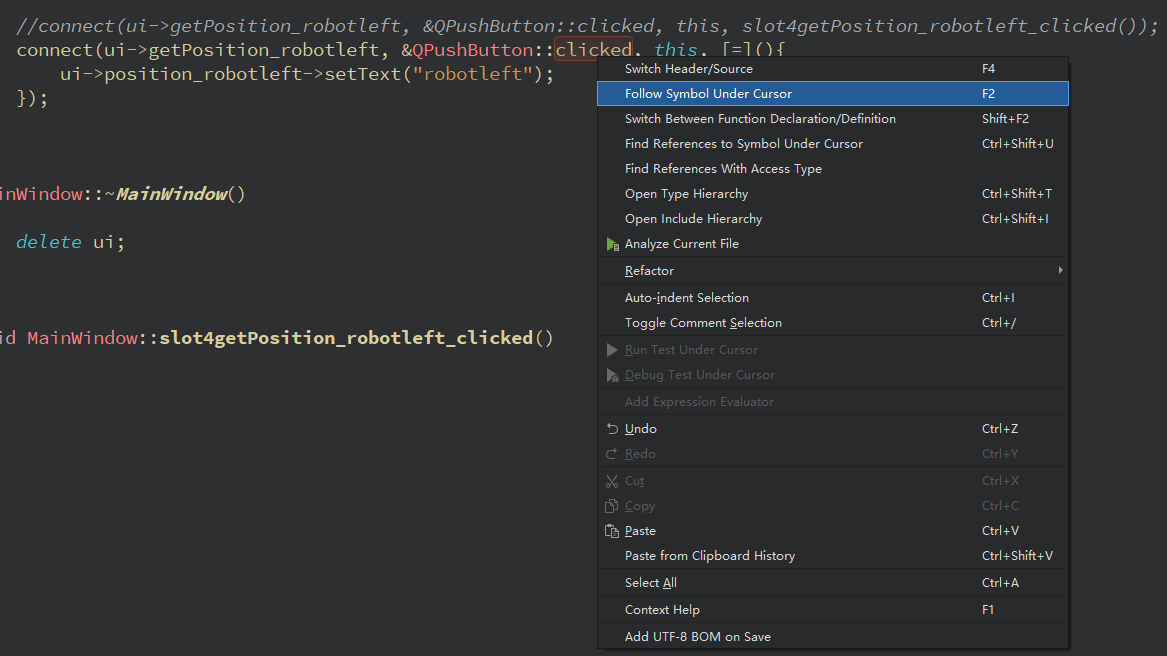 //connect(ui->getPosition_robotleft, &QPushButton::clicked, this, slot4getPosition_robotleft_clicked());
connect(ui->getPosition_robotleft, &QPushButton::clicked, this, [=](){
ui->position_robotleft->setText("robotleft");
});
inWindow::~MainWindow()
delete ui;
id MainWindow::slot4getPosition_robotleft_clicked()
Switch Header/Source F4
Follow Symbol Under Cursor F2
Switch Between Function Declaration/Definition Shift+F2
Find References to Symbol Under Cursor Ctrl+Shift+U
Find References With Access Type
Open Type Hierarchy Ctrl+Shift+T
Open Include Hierarchy Ctrl+Shift+I
Analyze Current File
Refactor
Auto-indent Selection Ctrl+I
Toggle Comment Selection Ctrl+/
Run Test Under Cursor
Debug Test Under Cursor
Add Expression Evaluator
Undo Ctrl+Z
Redo Ctrl+Y
Cut Ctrl+X
Copy Ctrl+C
Paste Ctrl+V
Paste from Clipboard History Ctrl+Shift+V
Select All Ctrl+A
Context Help F1
Add UTF-8 BOM on Save